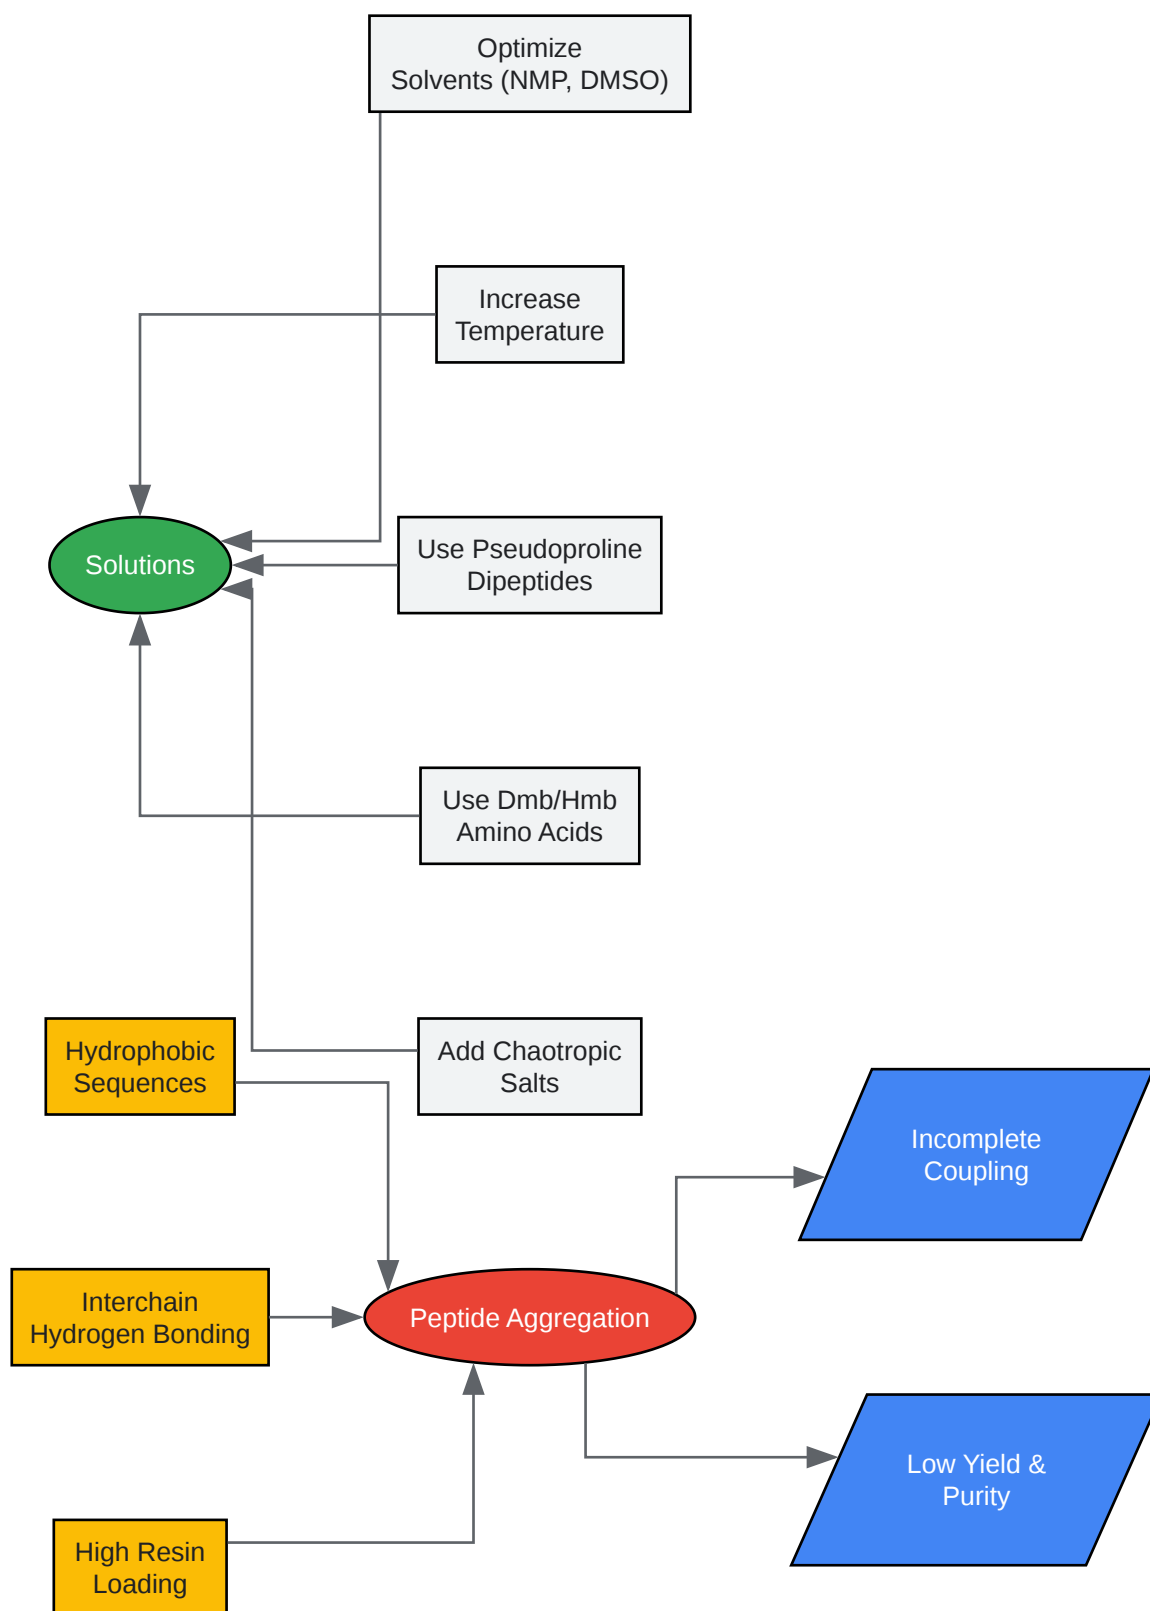 Optimize
Solvents (NMP, DMSO)
Increase
Temperature
Solutions
Use Pseudoproline
Dipeptides
Use Dmb/Hmb
Amino Acids
Hydrophobic
Sequences
Add Chaotropic
Salts
Incomplete
Coupling
Interchain
Hydrogen Bonding
Peptide Aggregation
Low Yield &
Purity
High Resin
Loading